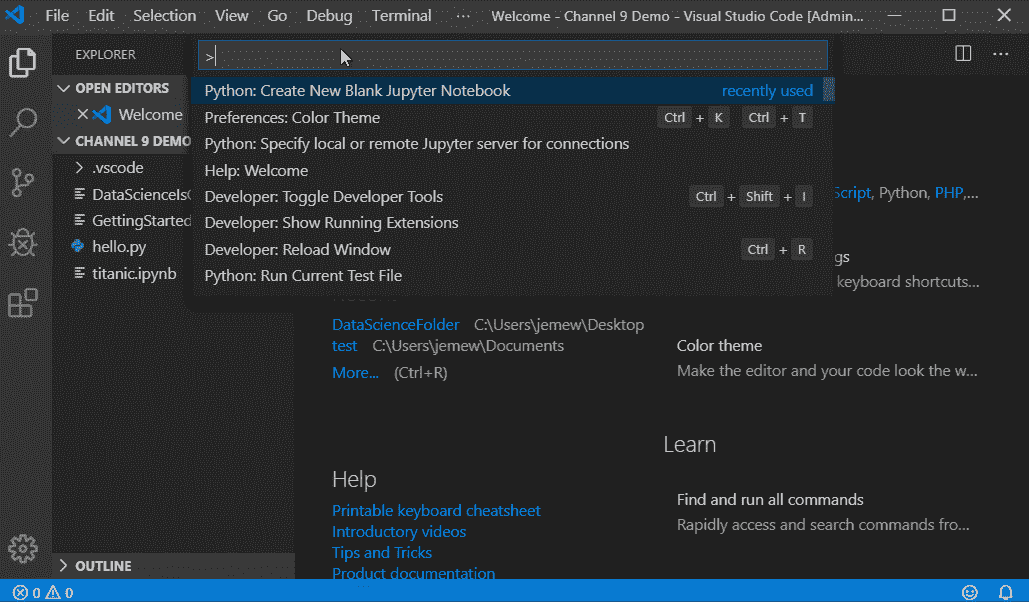 File Edit Selection View Go Debug Terminal ··· Welcome - Channel 9 Demo - Visual Studio Code [Admin...
EXPLORER
OPEN EDITORS
Welcome
CHANNEL 9 DEMO
.vscode
DataScienceIs
GettingStarted
hello.py
titanic.ipynb
OUTLINE
>
Python: Create New Blank Jupyter Notebook recently used
Preferences: Color Theme Ctrl + K Ctrl + T
Python: Specify local or remote Jupyter server for connections
Help: Welcome
Developer: Toggle Developer Tools Ctrl + Shift + I
Developer: Show Running Extensions
Developer: Reload Window Ctrl + R
Python: Run Current Test File
DataScienceFolder C:\Users\jemew\Desktop
test C:\Users\jemew\Documents
More... (Ctrl+R)
Help
Printable keyboard cheatsheet
Introductory videos
Tips and Tricks
Product documentation
Script, Python, PHP,...
gs
keyboard shortcuts...
Color theme
Make the editor and your code look the w...
Learn
Find and run all commands
Rapidly access and search commands fro...
0 0